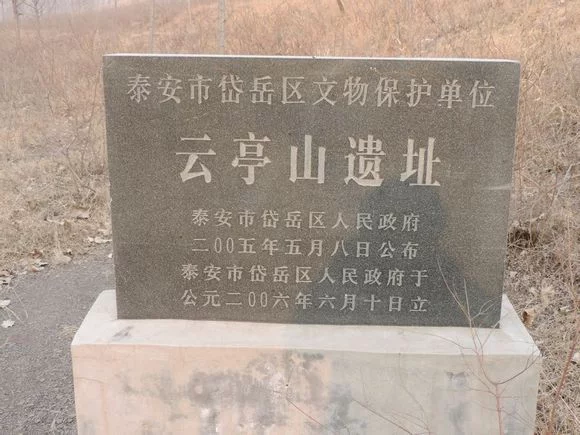 泰安市岱岳区文物保护单位
云亭山遗址
泰安市岱岳区人民政府
二00五年五月八日公布
泰安市岱岳区人民政府于
公元二00六年六月十日立